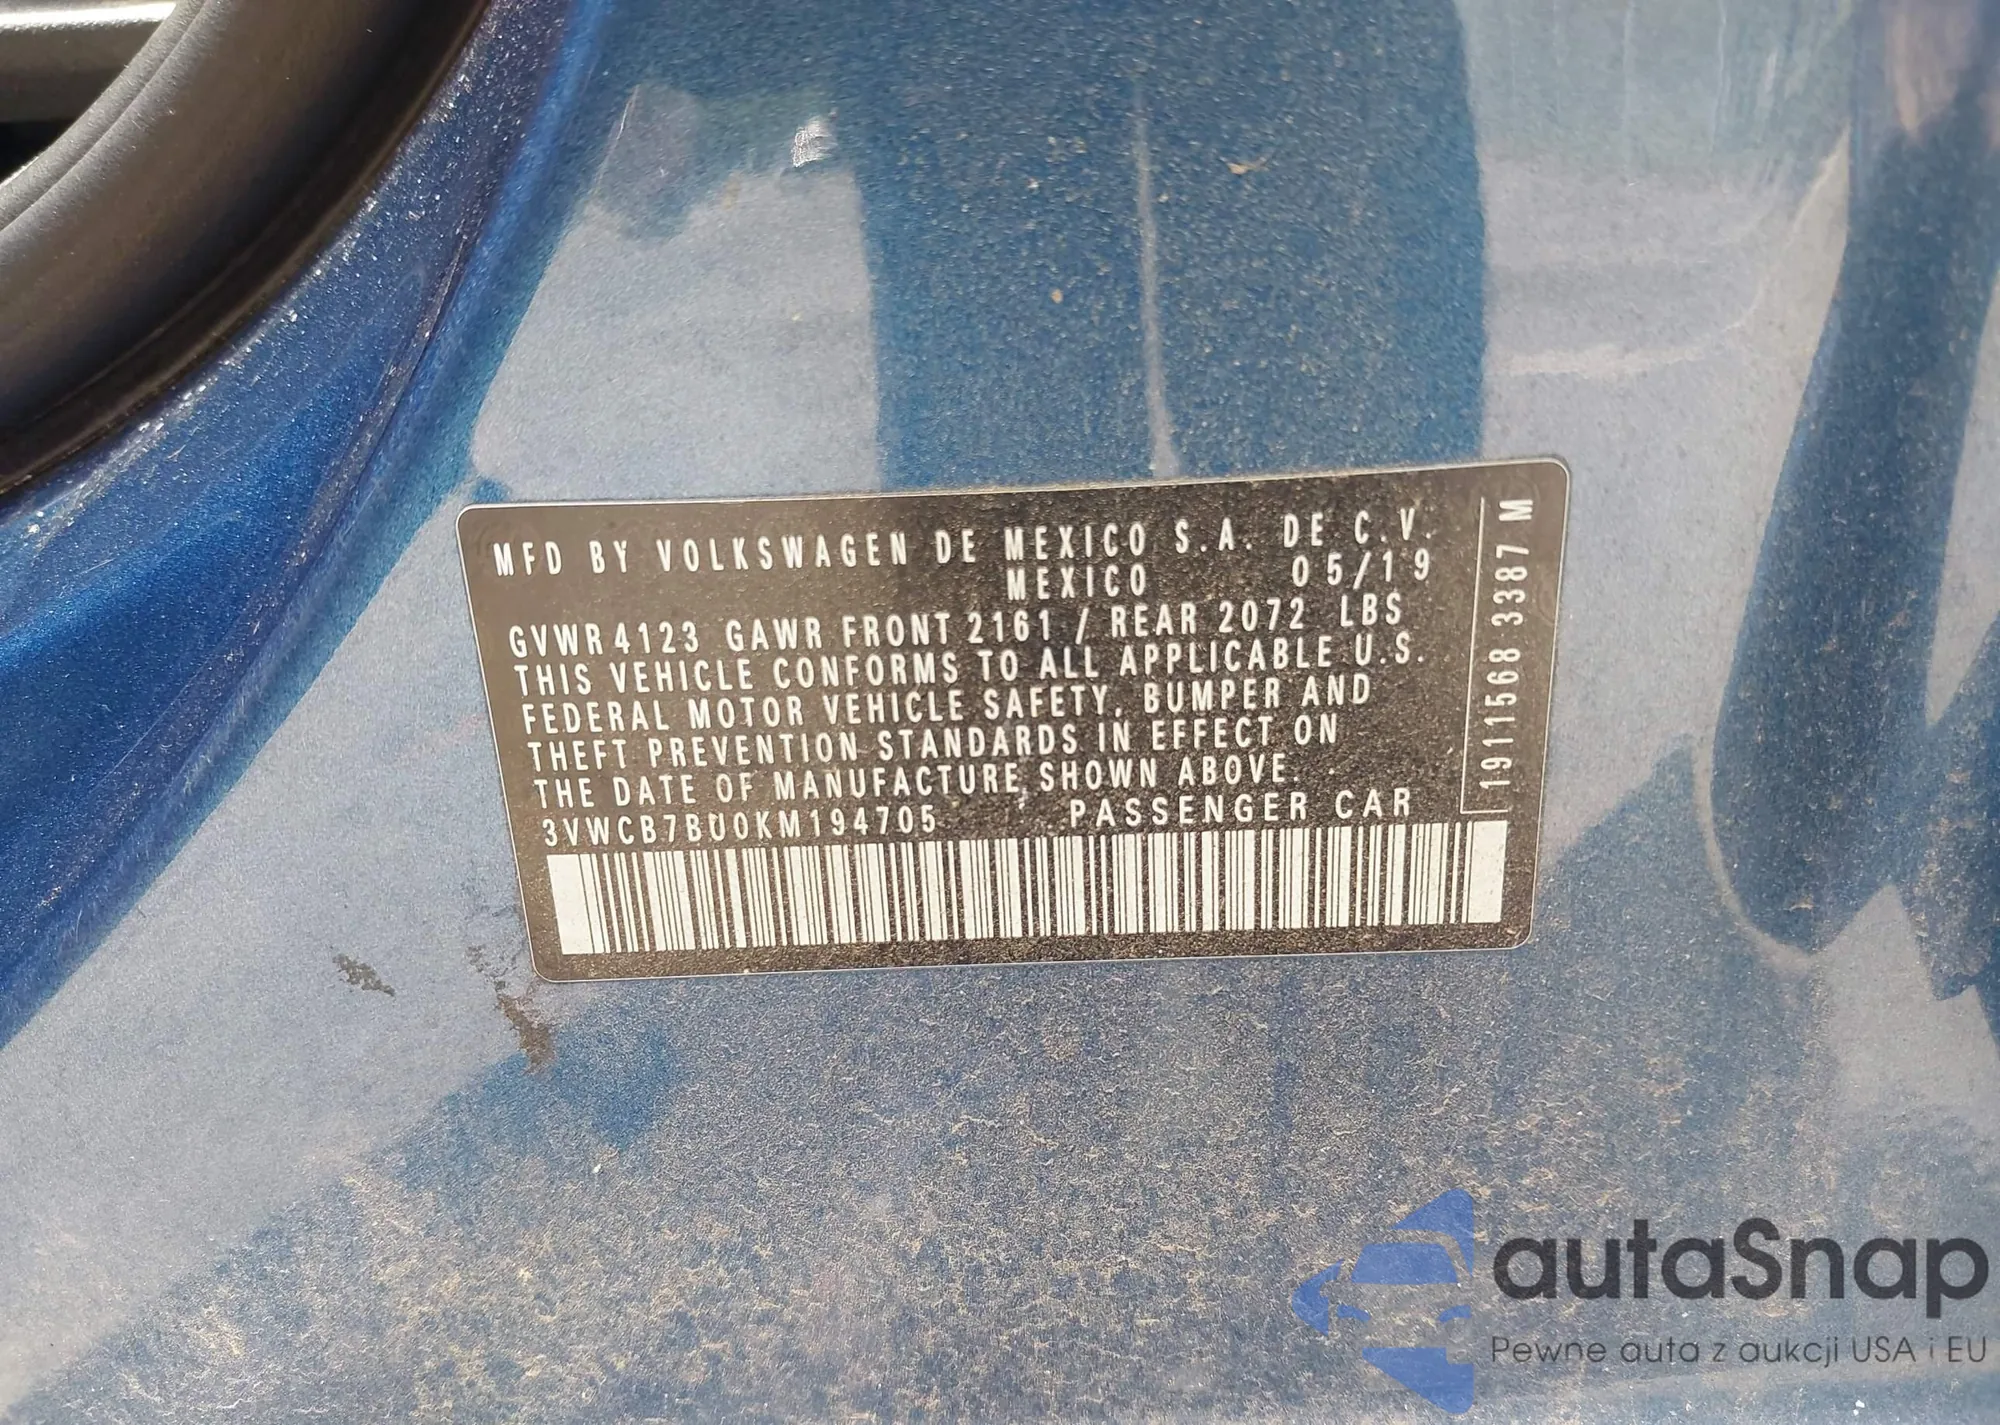 MFD BY VOLKSWAGEN DE MEXICO S.A. DE C.V.
MEXICO 05/19
GVWR 4123 GAWR FRONT 2161 / REAR 2072 LBS
THIS VEHICLE CONFORMS TO ALL APPLICABLE U.S.
FEDERAL MOTOR VEHICLE SAFETY, BUMPER AND
THEFT PREVENTION STANDARDS IN EFFECT ON
THE DATE OF MANUFACTURE SHOWN ABOVE.
3VWCB7BU0KM194705 PASSENGER CAR
1911568 3387 M
autaSnap
Pewne auta z aukcji USA i EU